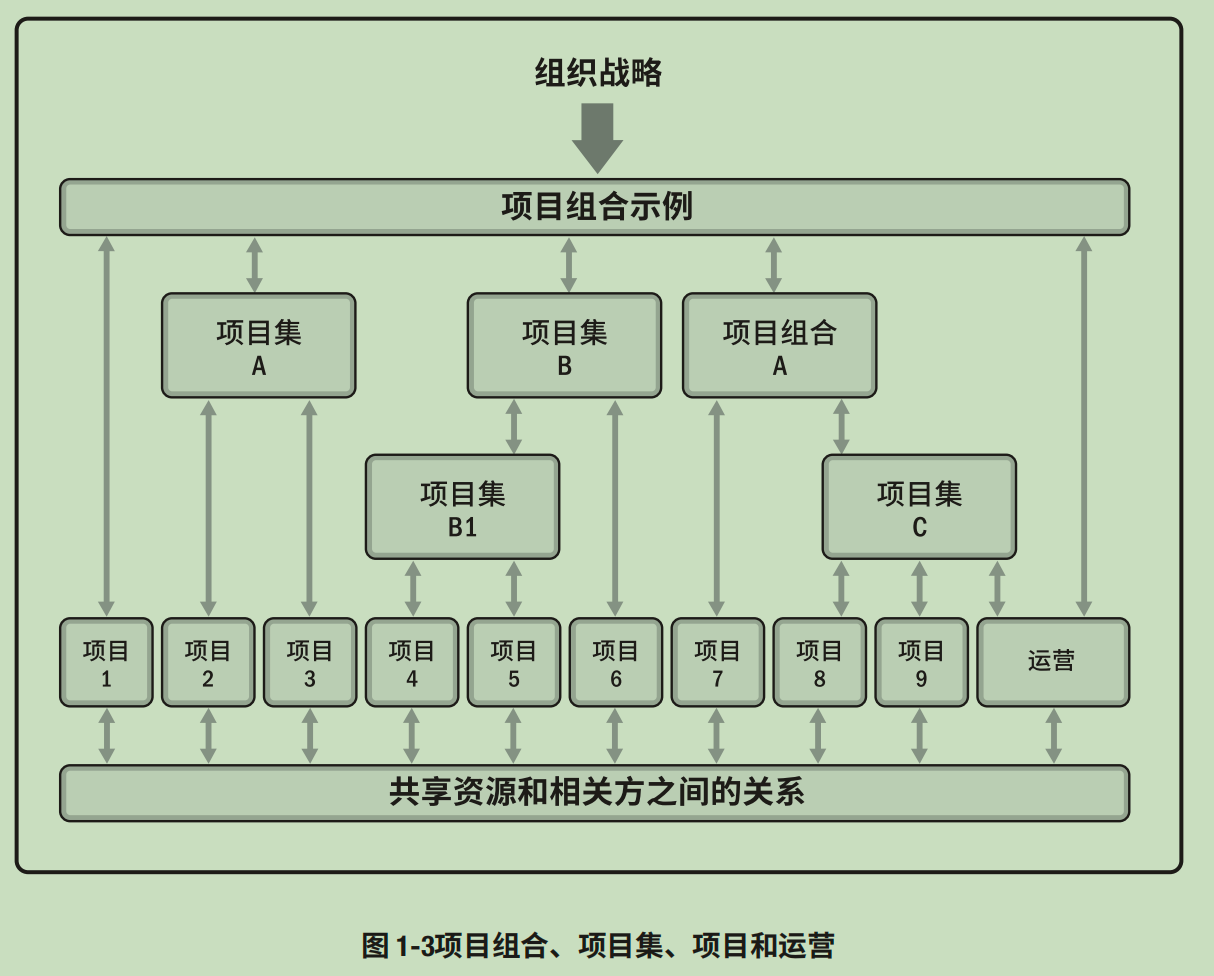 组织战略
项目组合示例
项目集
A
项目集
B
项目组合
A
项目集
B1
项目集
C
项目
1
项目
2
项目
3
项目
4
项目
5
项目
6
项目
7
项目
8
项目
9
运营
共享资源和相关方之间的关系
图 1-3项目组合、项目集、项目和运营